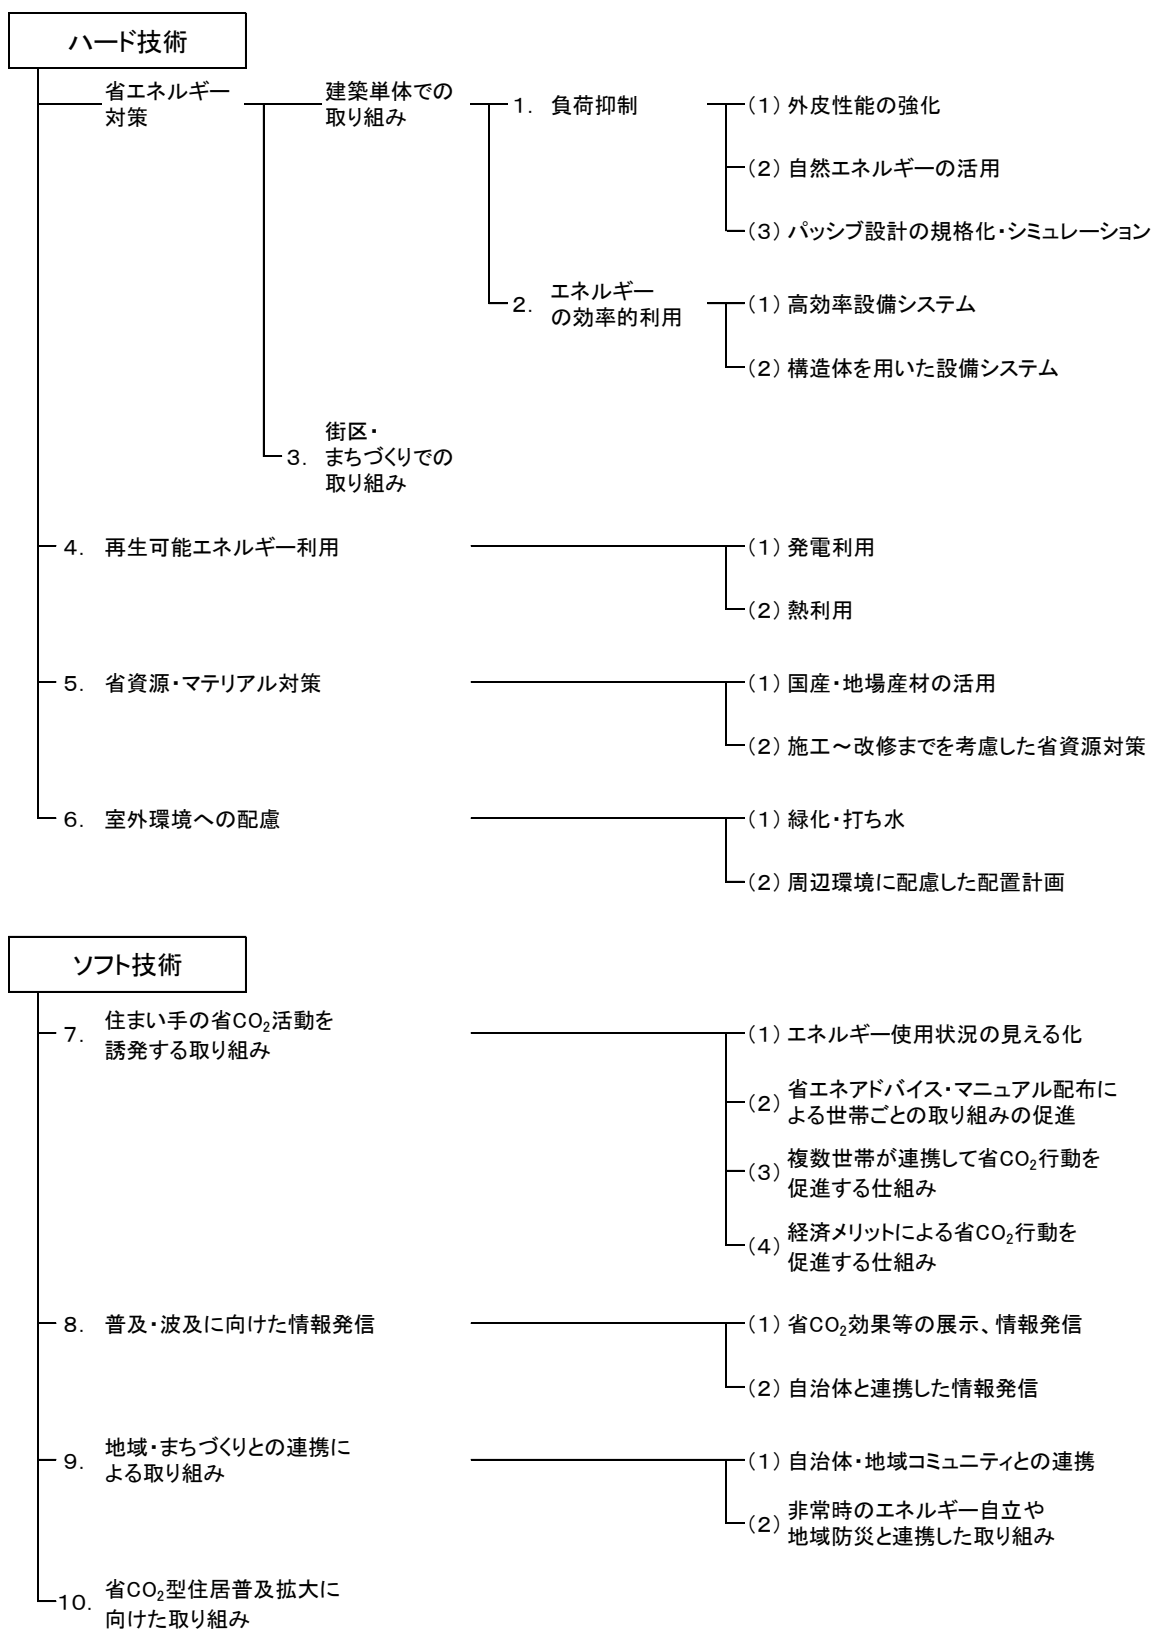 ハード技術
省エネルギー
対策
建築単体での
取り組み
1. 負荷抑制
(1) 外皮性能の強化
(2) 自然エネルギーの活用
(3) パッシブ設計の規格化・シミュレーション
2. エネルギー
の効率的利用
(1) 高効率設備システム
(2) 構造体を用いた設備システム
3. 街区・
まちづくりでの
取り組み
4. 再生可能エネルギー利用
(1) 発電利用
(2) 熱利用
5. 省資源・マテリアル対策
(1) 国産・地場産材の活用
(2) 施工～改修までを考慮した省資源対策
6. 室外環境への配慮
(1) 緑化・打ち水
(2) 周辺環境に配慮した配置計画
ソフト技術
7. 住まい手の省CO₂活動を
誘発する取り組み
(1) エネルギー使用状況の見える化
(2) 省エネアドバイス・マニュアル配布に
よる世帯ごとの取り組みの促進
(3) 複数世帯が連携して省CO₂行動を
促進する仕組み
(4) 経済メリットによる省CO₂行動を
促進する仕組み
8. 普及・波及に向けた情報発信
(1) 省CO₂効果等の展示、情報発信
(2) 自治体と連携した情報発信
9. 地域・まちづくりとの連携に
よる取り組み
(1) 自治体・地域コミュニティとの連携
(2) 非常時のエネルギー自立や
地域防災と連携した取り組み
10. 省CO₂型住居普及拡大に
向けた取り組み